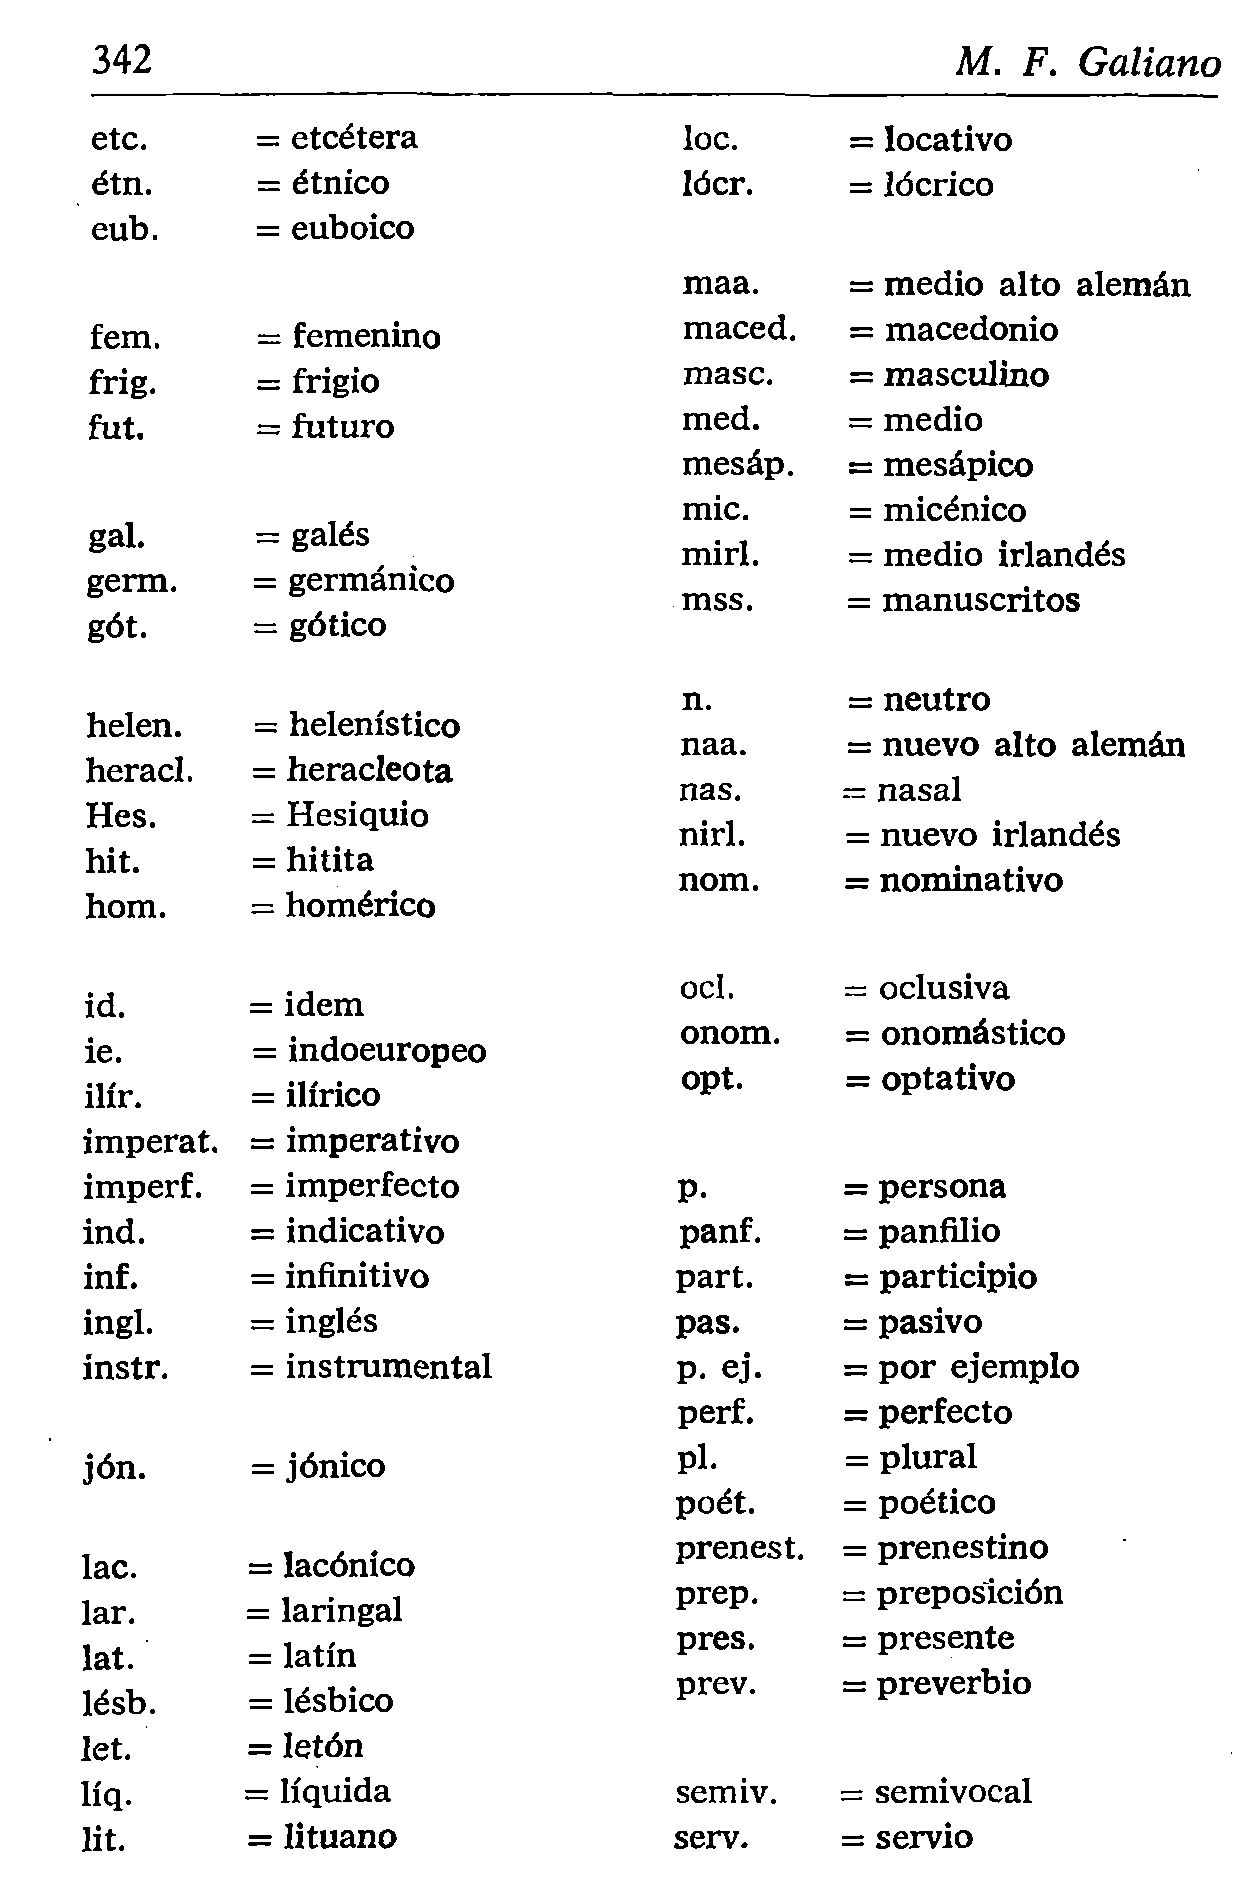 342 M. F. Galiano
etc. = etcétera
étn. = étnico
eub. = euboico
fem. = femenino
frig. = frigio
fut. = futuro
gal. = galés
germ. = germánico
gót. = gótico
helen. = helenístico
heracl. = heracleota
Hes. = Hesiquio
hit. = hitita
hom. = homérico
id. = idem
ie. = indoeuropeo
ilír. = ilírico
imperat. = imperativo
imperf. = imperfecto
ind. = indicativo
inf. = infinitivo
ingl. = inglés
instr. = instrumental
jón. = jónico
lac. = lacónico
lar. = laringal
lat. = latín
lésb. = lésbico
let. = letón
líq. = líquida
lit. = lituano
loc. = locativo
lócr. = lócrico
maa. = medio alto alemán
maced. = macedonio
masc. = masculino
med. = medio
mesáp. = mesápico
mic. = micénico
mirl. = medio irlandés
mss. = manuscritos
n. = neutro
naa. = nuevo alto alemán
nas. = nasal
nirl. = nuevo irlandés
nom. = nominativo
ocl. = oclusiva
onom. = onomástico
opt. = optativo
p. = persona
panf. = panfilio
part. = participio
pas. = pasivo
p. ej. = por ejemplo
perf. = perfecto
pl. = plural
poét. = poético
prenest. = prenestino
prep. = preposición
pres. = presente
prev. = preverbio
semiv. = semivocal
serv. = servio